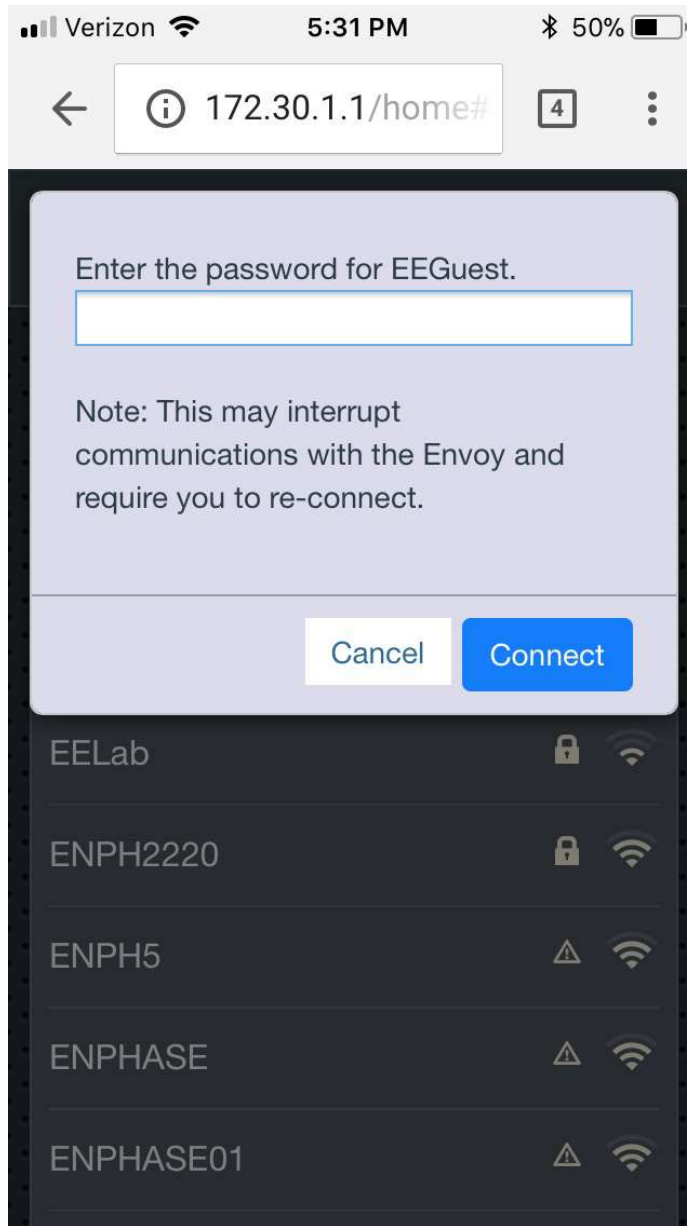 Verizon 5:31 PM 50%
172.30.1.1/home# 4
Enter the password for EEGuest.
Note: This may interrupt
communications with the Envoy and
require you to re-connect.
Cancel Connect
EELab
ENPH2220
ENPH5
ENPHASE
ENPHASE01